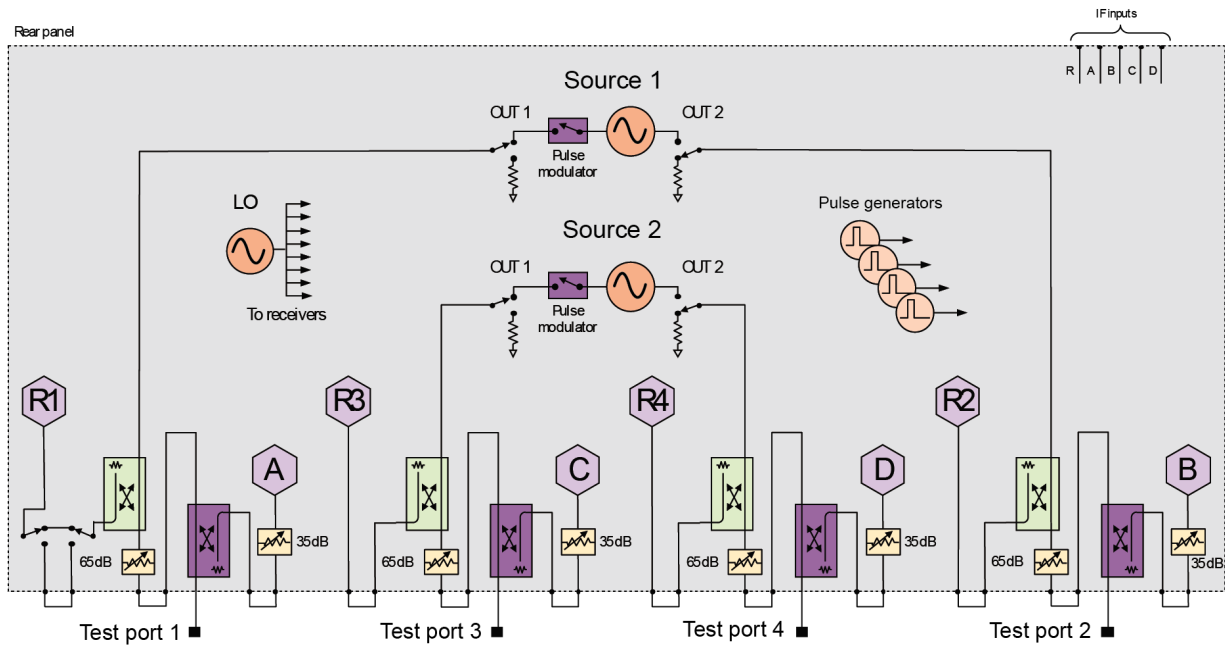 IF inputs
Rear panel
R A B C D
Source 1
OUT 1
OUT 2
Pulse
modulator
LO
Pulse generators
Source 2
OUT 1
OUT 2
Pulse
modulator
To receivers
R1
R3
R4
R2
A
C
D
B
65dB
35dB
65dB
35dB
65dB
35dB
65dB
35dB
Test port 1
Test port 3
Test port 4
Test port 2